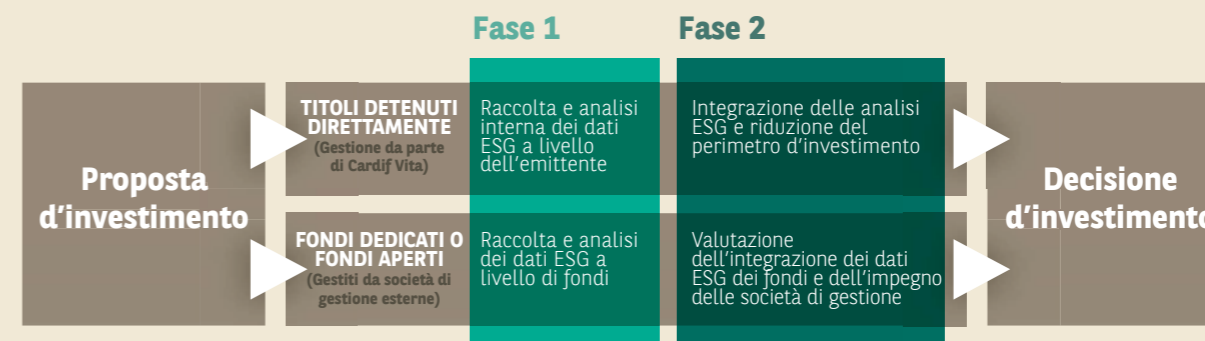 Fase 1
Fase 2
Proposta
d'investimento
TITOLI DETENUTI
DIRETTAMENTE
(Gestione da parte
di Cardif Vita)
Raccolta e analisi
interna dei dati
ESG a livello
dell'emittente
Integrazione delle analisi
ESG e riduzione del
perimetro d'investimento
FONDI DEDICATI O
FONDI APERTI
(Gestiti da società di
gestione esterne)
Raccolta e analisi
dei dati ESG a
livello di fondi
Valutazione
dell'integrazione dei dati
ESG dei fondi e dell'impegno
delle società di gestione
Decisione
d'investimento